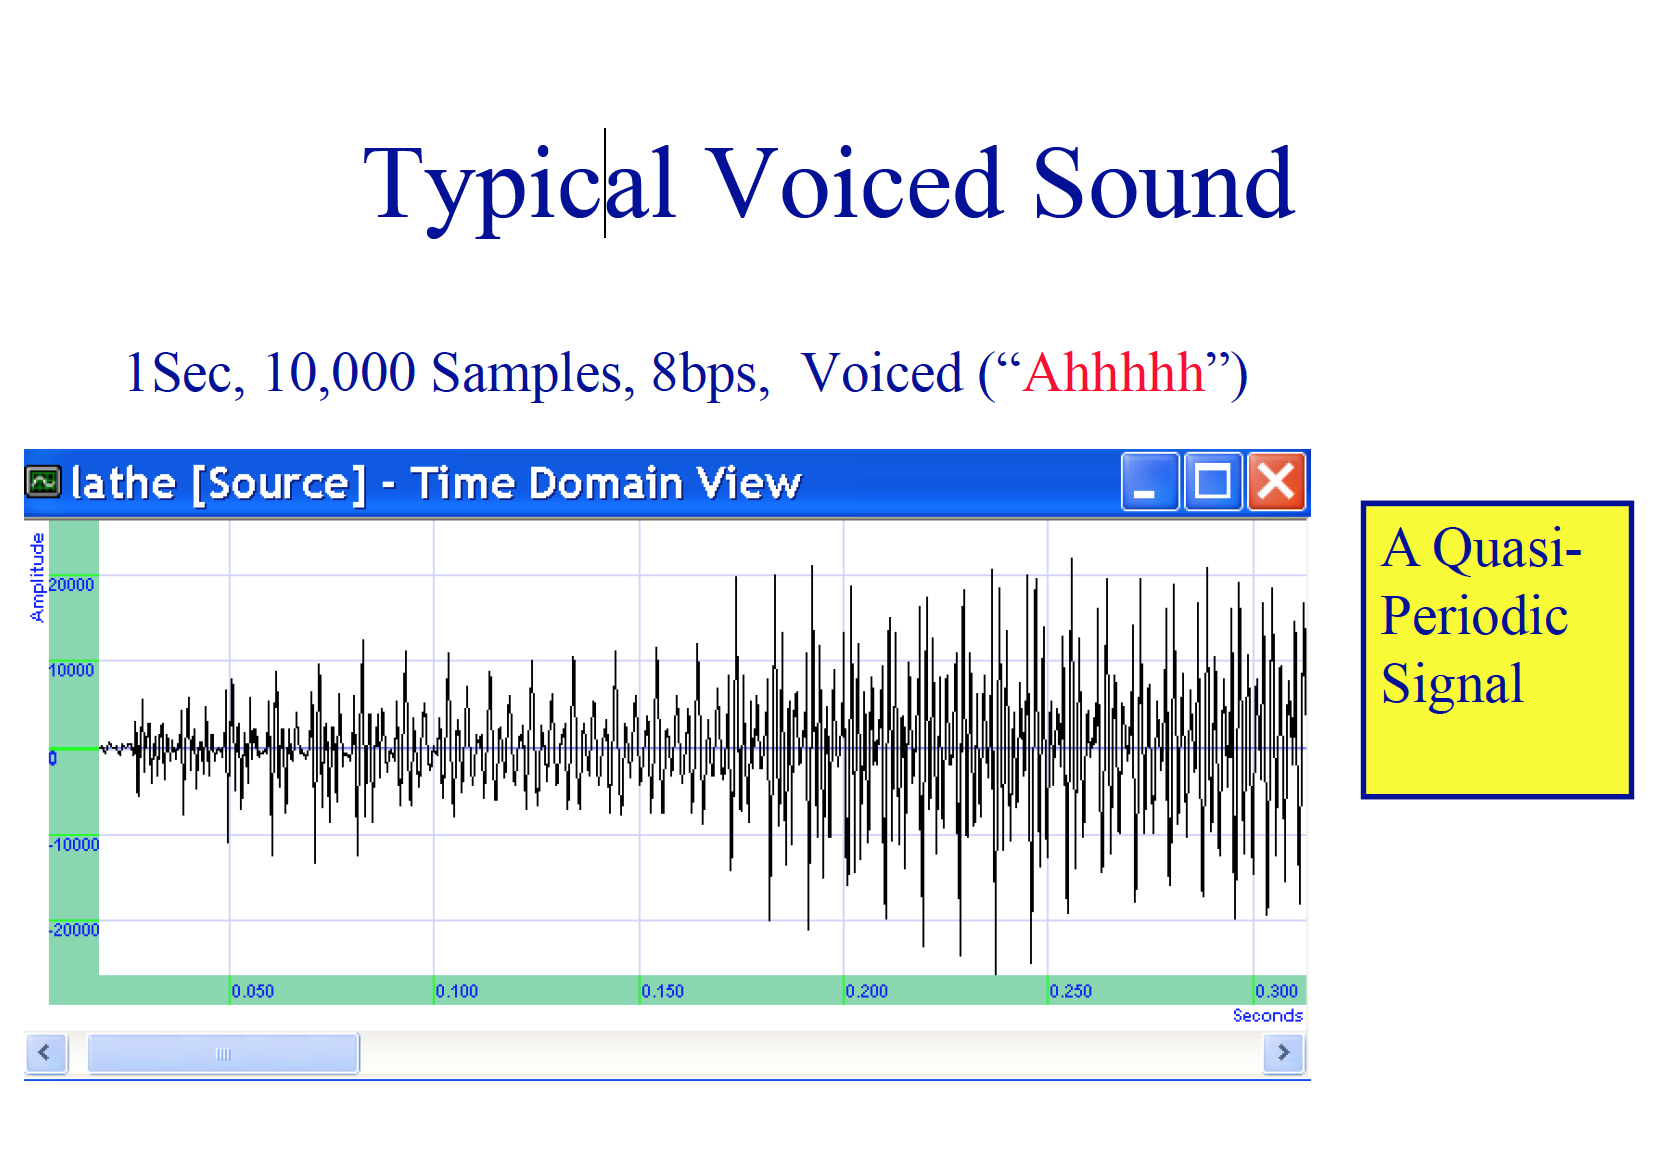 Typical Voiced Sound
1Sec, 10,000 Samples, 8bps, Voiced (“Ahhhhh”)
lathe [Source] - Time Domain View
Amplitude
20000
10000
0
-10000
-20000
0.050
0.100
0.150
0.200
0.250
0.300
Seconds
A Quasi-
Periodic
Signal